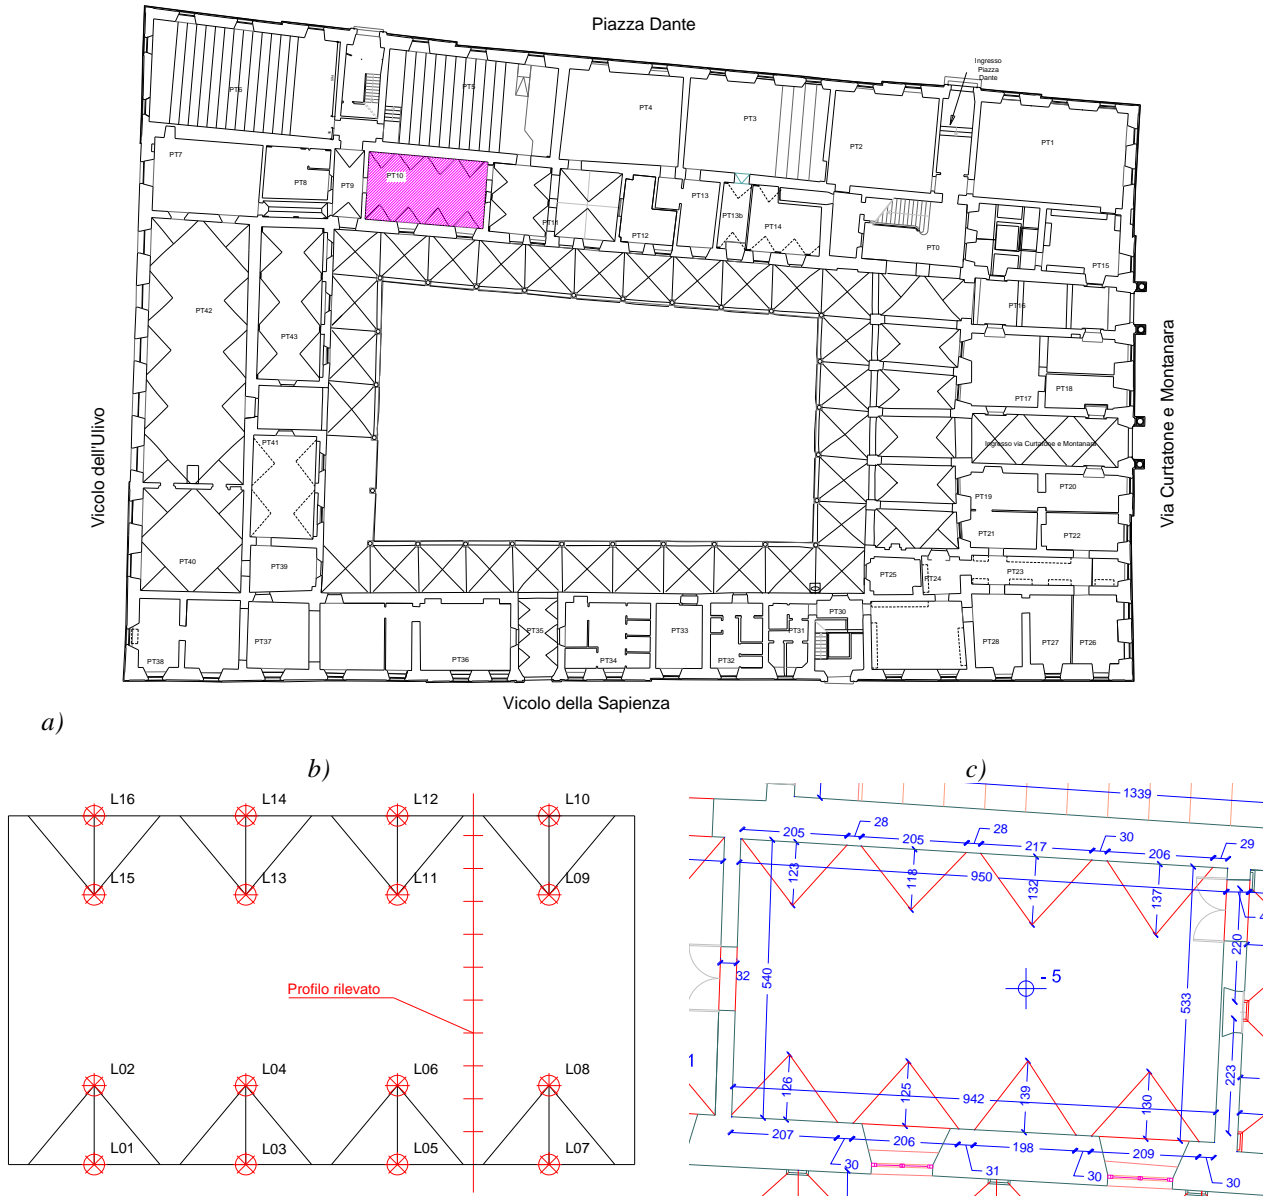 Piazza Dante
Ingresso
Piazza
Dante
PT6
PT5
PT4
PT3
PT2
PT1
PT7
PT8
PT9
PT10
PT11
PT12
PT13
PT13b
PT14
PT0
PT15
PT16
PT42
PT43
PT17
PT18
PT41
Ingresso via Curtatone e Montanara
PT19
PT20
PT21
PT22
PT40
PT39
PT25
PT24
PT23
PT38
PT37
PT36
PT35
PT34
PT33
PT32
PT31
PT30
PT28
PT27
PT26
Vicolo dell'Ulivo
Via Curtatone e Montanara
Vicolo della Sapienza
a)
b)
L16
L14
L12
L10
L15
L13
L11
L09
Profilo rilevato
L02
L04
L06
L08
L01
L03
L05
L07
c)
1339
205
28
205
28
217
30
206
29
123
118
132
137
950
220
32
540
- 5
533
223
126
125
139
130
942
207
30
206
31
198
30
209
30